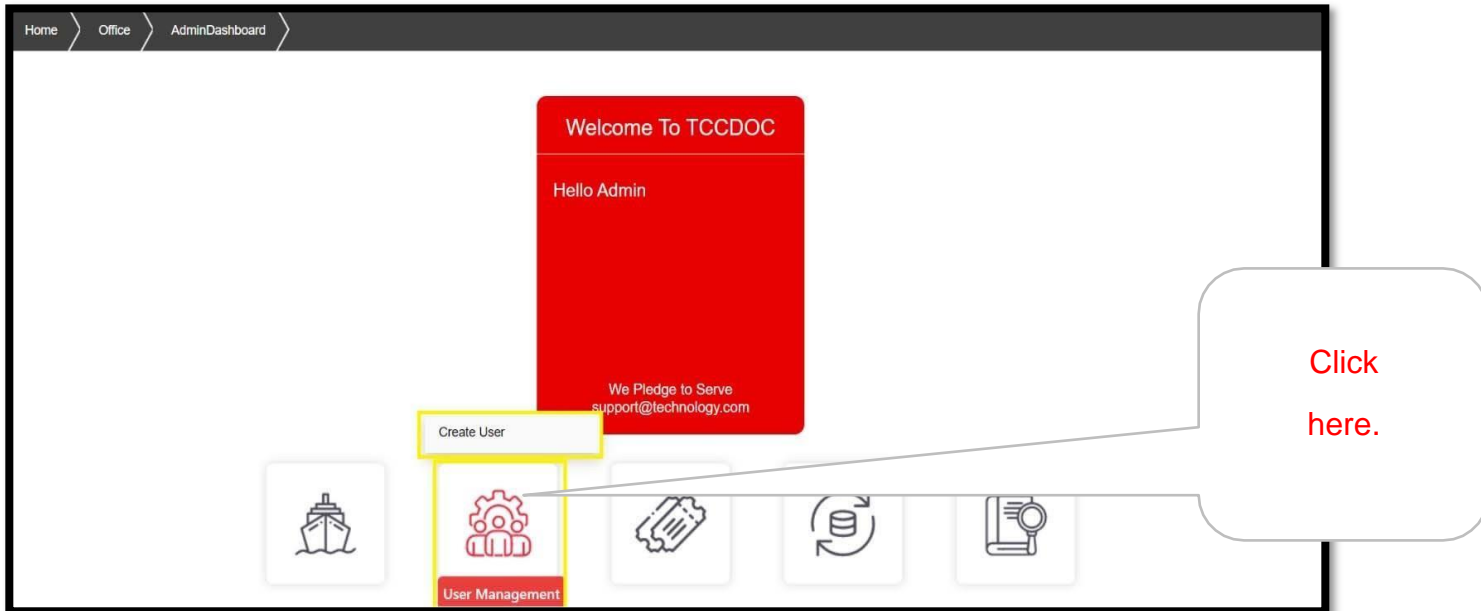 Home Office AdminDashboard
Welcome To TCCDOC
Hello Admin
We Pledge to Serve
support@technology.com
Create User
User Management
Click
here.